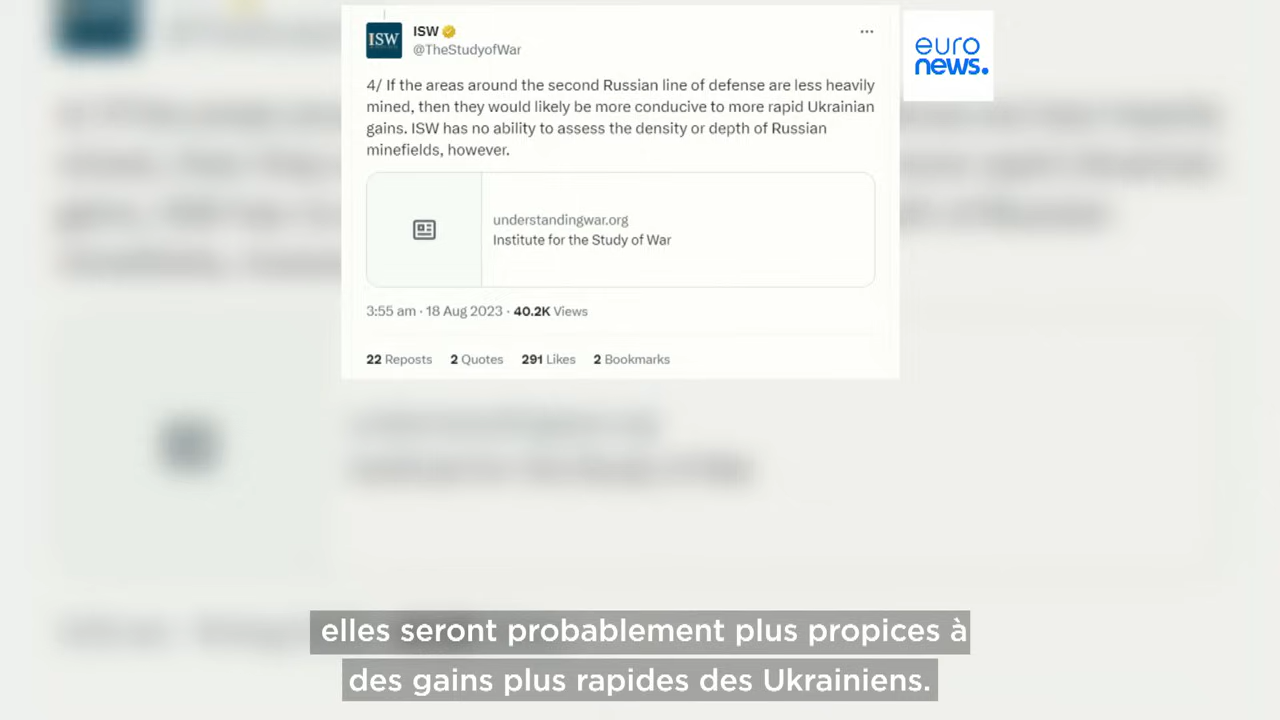 ISW
ISW
@TheStudyofWar
euro
news.
4/ If the areas around the second Russian line of defense are less heavily
mined, then they would likely be more conducive to more rapid Ukrainian
gains. ISW has no ability to assess the density or depth of Russian
minefields, however.
understandingwar.org
Institute for the Study of War
3:55 am · 18 Aug 2023 · 40.2K Views
22 Reposts 2 Quotes 291 Likes 2 Bookmarks
elles seront probablement plus propices à
des gains plus rapides des Ukrainiens.